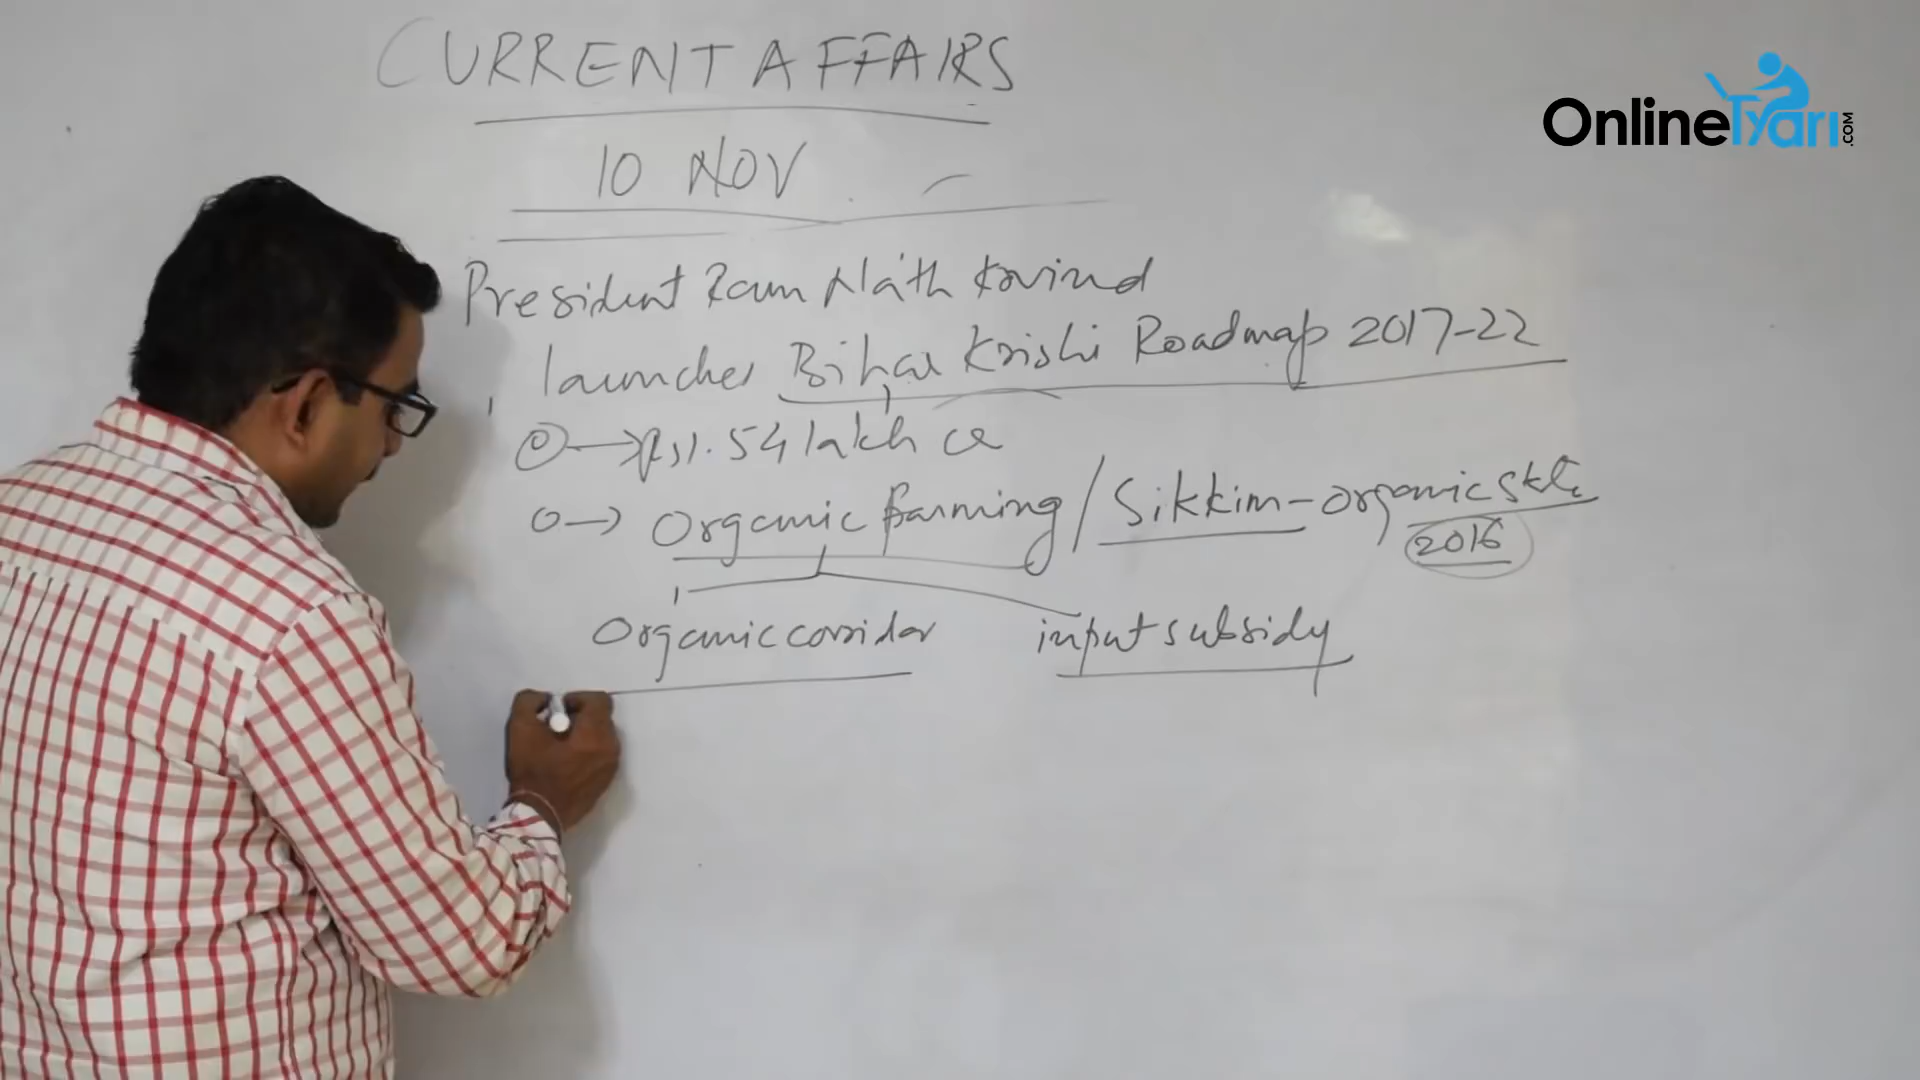 CURRENT AFFAIRS
OnlineTyari.COM
10 NOV
President Ram Nath Kovind
launches Bihar Krishi Roadmap 2017-22
→ Rs 1.54 lakh cr
→ Organic farming / Sikkim - organic state
2016
Organic corridor input subsidy